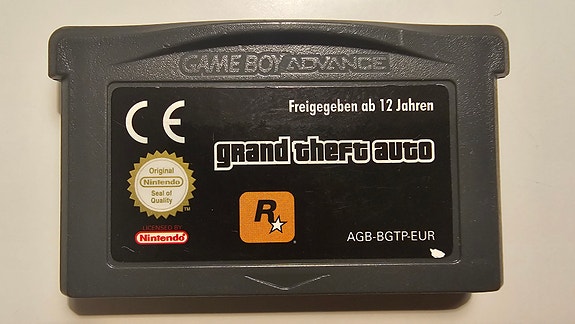 GAME BOY ADVANCE
CE
Freigegeben ab 12 Jahren
grand theft auto
Original
Nintendo
Seal of
Quality
TM
R
LICENSED BY
Nintendo
AGB-BGTP-EUR